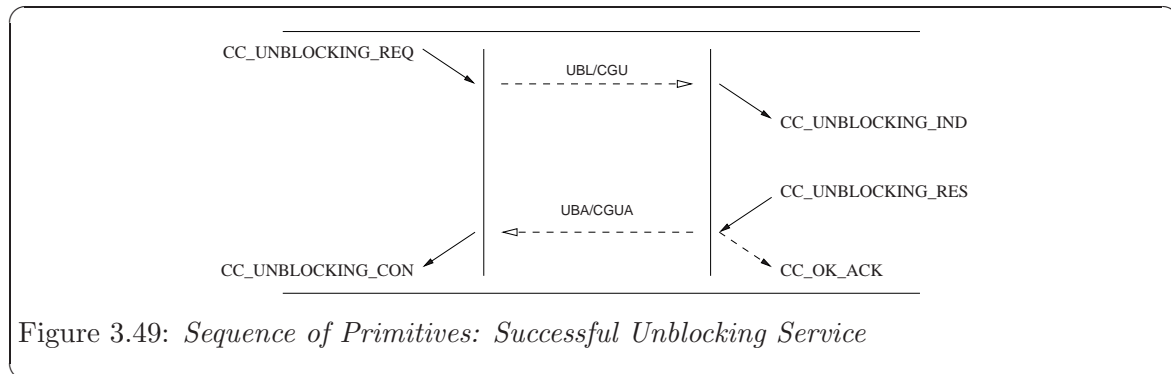 CC_UNBLOCKING_REQ
UBL/CGU
CC_UNBLOCKING_IND
CC_UNBLOCKING_RES
UBA/CGUA
CC_UNBLOCKING_CON
CC_OK_ACK
Figure 3.49: Sequence of Primitives: Successful Unblocking Service